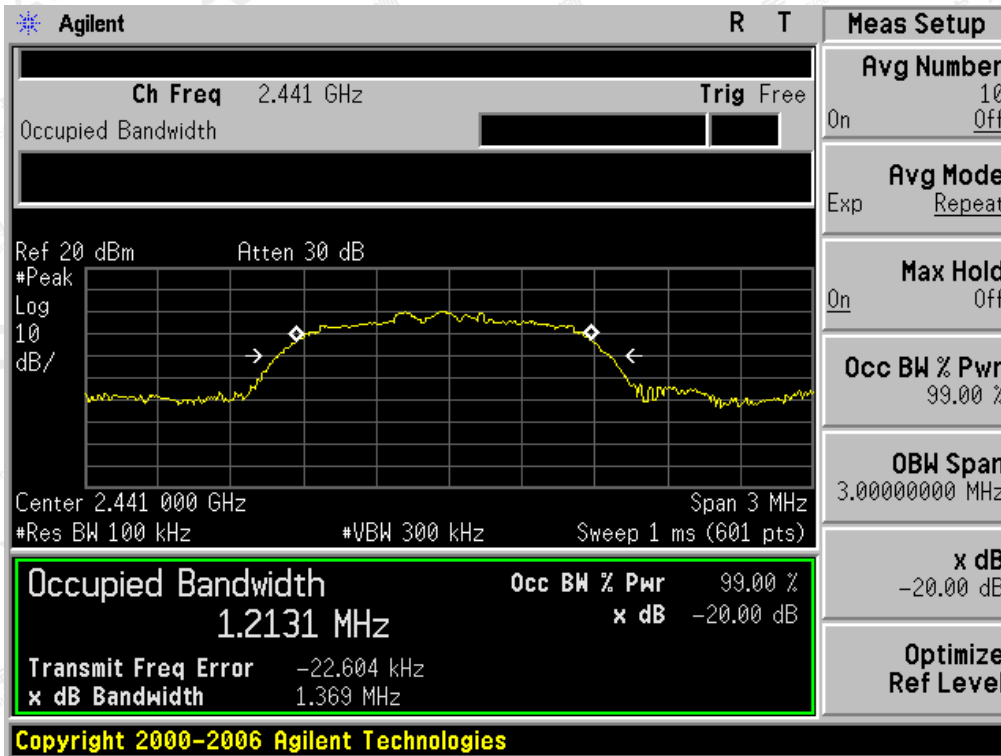 Agilent R T
Ch Freq 2.441 GHz Trig Free
Occupied Bandwidth
Ref 20 dBm Atten 30 dB
#Peak
Log
10
dB/
Center 2.441 000 GHz Span 3 MHz
#Res BW 100 kHz #VBW 300 kHz Sweep 1 ms (601 pts)
Occupied Bandwidth
1.2131 MHz
Occ BW % Pwr 99.00 %
x dB -20.00 dB
Transmit Freq Error -22.604 kHz
x dB Bandwidth 1.369 MHz
Copyright 2000-2006 Agilent Technologies
Meas Setup
Avg Number
10
On Off
Avg Mode
Exp Repeat
Max Hold
On Off
Occ BW % Pwr
99.00 %
OBW Span
3.00000000 MHz
x dB
-20.00 dB
Optimize
Ref Level